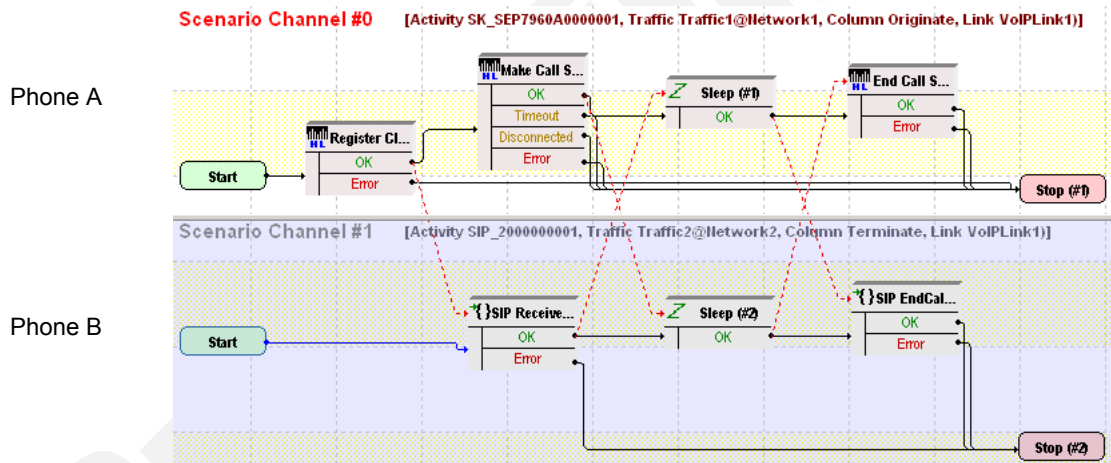 Scenario Channel #0 [Activity SK_SEP7960A0000001, Traffic Traffic1@Network1, Column Originate, Link VoIPLink1)]
Phone A
Start
HL Register Cl...
OK
Error
HL Make Call S...
OK
Timeout
Disconnected
Error
Z Sleep (#1)
OK
HL End Call S...
OK
Error
Stop (#1)
Scenario Channel #1 [Activity SIP_2000000001, Traffic Traffic2@Network2, Column Terminate, Link VoIPLink1)]
Phone B
Start
{}SIP Receive...
OK
Error
Z Sleep (#2)
OK
{}SIP EndCal...
OK
Error
Stop (#2)